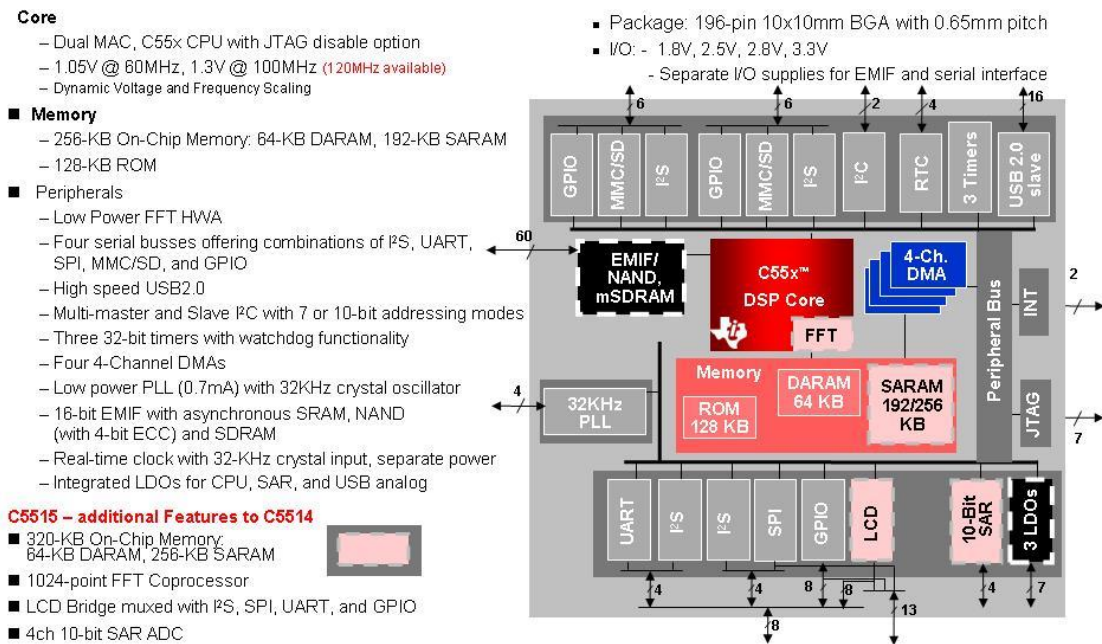 Core
– Dual MAC, C55x CPU with JTAG disable option
– 1.05V @ 60MHz, 1.3V @ 100MHz (120MHz available)
– Dynamic Voltage and Frequency Scaling
■ Memory
– 256-KB On-Chip Memory: 64-KB DARAM, 192-KB SARAM
– 128-KB ROM
■ Peripherals
– Low Power FFT HWA
– Four serial busses offering combinations of I²S, UART,
SPI, MMC/SD, and GPIO
– High speed USB2.0
– Multi-master and Slave I²C with 7 or 10-bit addressing modes
– Three 32-bit timers with watchdog functionality
– Four 4-Channel DMAs
– Low power PLL (0.7mA) with 32KHz crystal oscillator
– 16-bit EMIF with asynchronous SRAM, NAND
(with 4-bit ECC) and SDRAM
– Real-time clock with 32-KHz crystal input, separate power
– Integrated LDOs for CPU, SAR, and USB analog
C5515 – additional Features to C5514
■ 320-KB On-Chip Memory:
64-KB DARAM, 256-KB SARAM
■ 1024-point FFT Coprocessor
■ LCD Bridge muxed with I²S, SPI, UART, and GPIO
■ 4ch 10-bit SAR ADC
▪ Package: 196-pin 10x10mm BGA with 0.65mm pitch
▪ I/O: - 1.8V, 2.5V, 2.8V, 3.3V
- Separate I/O supplies for EMIF and serial interface
6
6
2
4
16
GPIO
MMC/SD
I²S
GPIO
MMC/SD
I²S
I²C
RTC
3 Timers
USB 2.0
slave
60
EMIF/
NAND,
mSDRAM
C55x™
DSP Core
FFT
4-Ch.
DMA
Peripheral Bus
INT
2
4
32KHz
PLL
Memory
ROM
128 KB
DARAM
64 KB
SARAM
192/256
KB
JTAG
7
UART
I²S
I²S
SPI
GPIO
LCD
10-Bit
SAR
3 LDOs
4
4
8
8
4
7
13
8